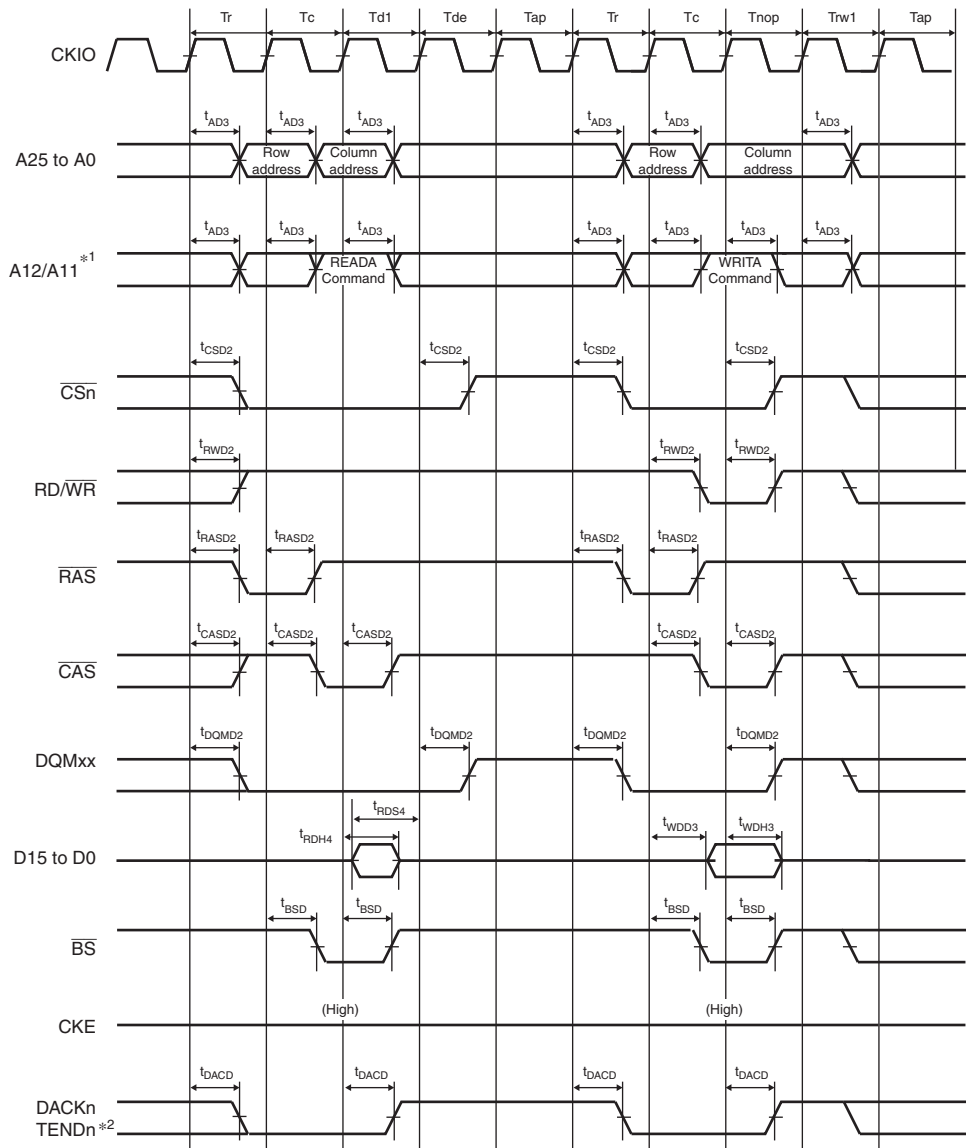 Tr Tc Td1 Tde Tap Tr Tc Tnop Trw1 Tap
CKIO
tAD3 tAD3 tAD3 tAD3 tAD3 tAD3
A25 to A0
Row address Column address Row address Column address
tAD3 tAD3 tAD3 tAD3 tAD3 tAD3 tAD3
A12/A11 *1
READA Command WRITA Command
tCSD2 tCSD2 tCSD2 tCSD2
CSn
tRWD2 tRWD2 tRWD2
RD/WR
tRASD2 tRASD2 tRASD2 tRASD2
RAS
tCASD2 tCASD2 tCASD2 tCASD2 tCASD2
CAS
tDQMD2 tDQMD2 tDQMD2 tDQMD2
DQMxx
tRDS4
tRDH4 tWDD3 tWDH3
D15 to D0
tBSD tBSD tBSD tBSD
BS
(High) (High)
CKE
tDACD tDACD tDACD tDACD
DACKn
TENDn *2